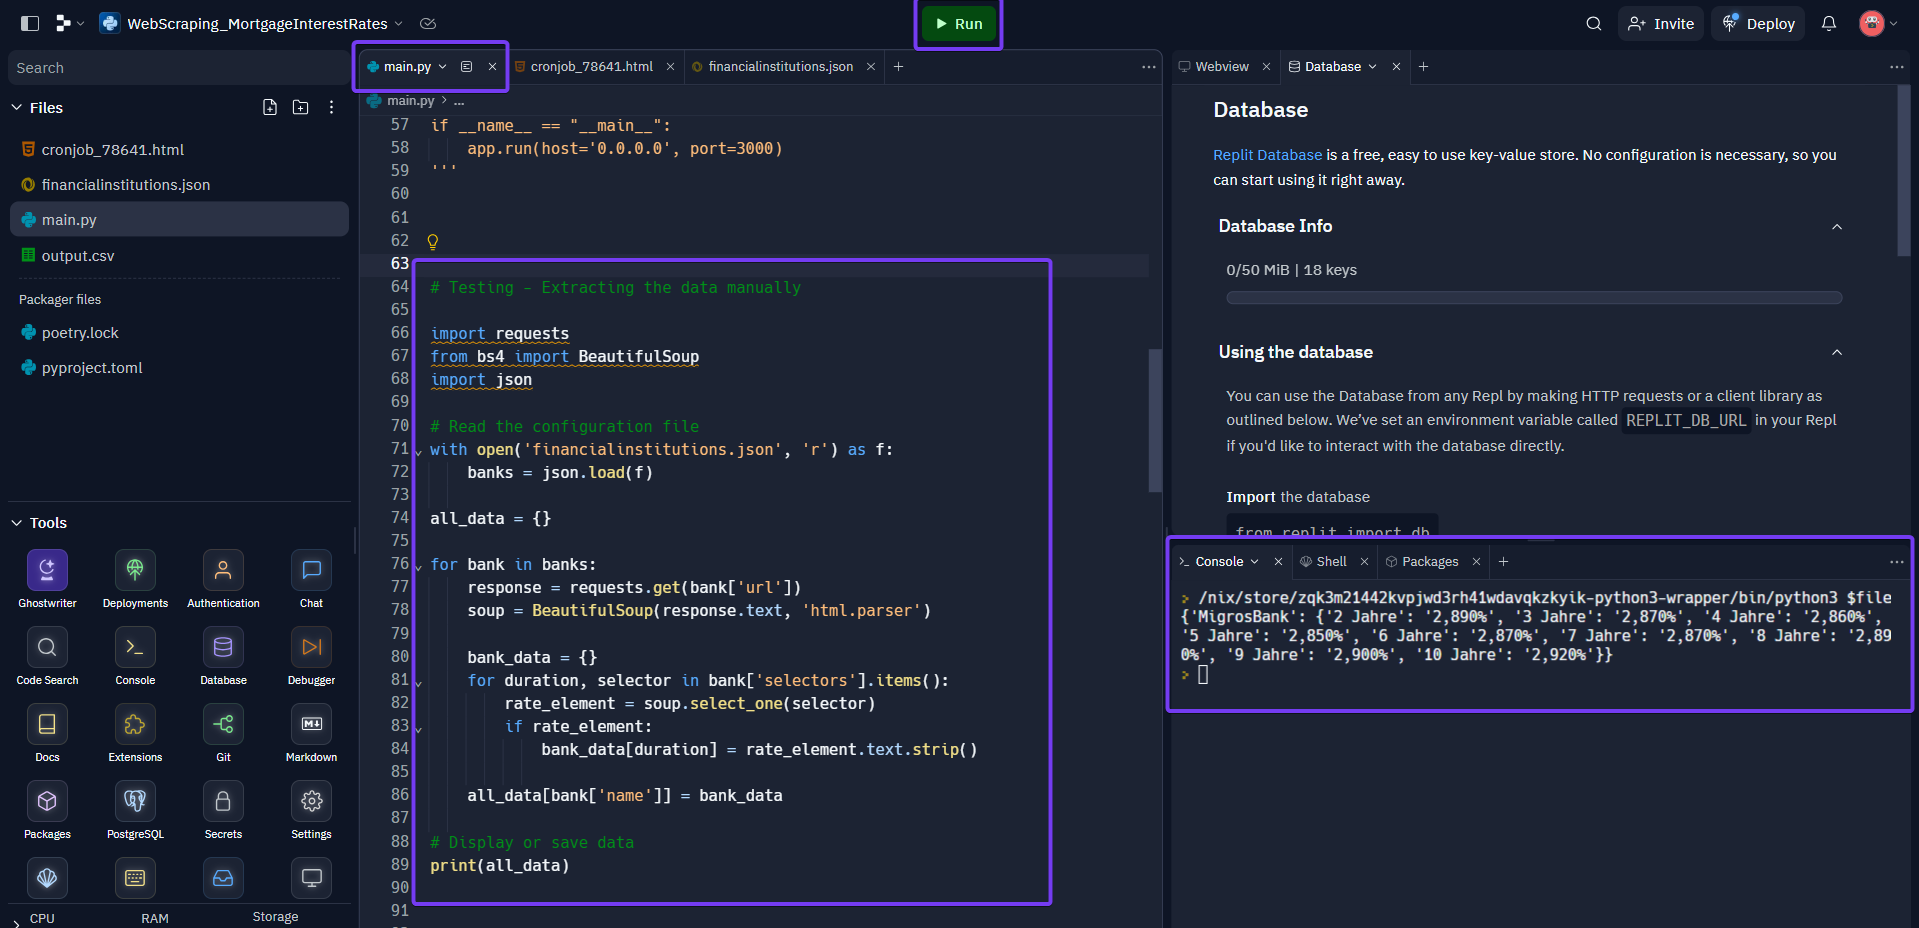 WebScraping_MortgageInterestRates
Run
Invite
Deploy
Search
Files
cronjob_78641.html
financialinstitutions.json
main.py
output.csv
Packager files
poetry.lock
pyproject.toml
Tools
Ghostwriter
Deployments
Authentication
Chat
Code Search
Console
Database
Debugger
Docs
Extensions
Git
Markdown
Packages
PostgreSQL
Secrets
Settings
CPU
RAM
Storage
main.py
cronjob_78641.html
financialinstitutions.json
main.py > ...
57 if __name__ == "__main__":
58 app.run(host='0.0.0.0', port=3000)
59 '''
60
61
62
63
64 # Testing - Extracting the data manually
65
66 import requests
67 from bs4 import BeautifulSoup
68 import json
69
70 # Read the configuration file
71 with open('financialinstitutions.json', 'r') as f:
72 banks = json.load(f)
73
74 all_data = {}
75
76 for bank in banks:
77 response = requests.get(bank['url'])
78 soup = BeautifulSoup(response.text, 'html.parser')
79
80 bank_data = {}
81 for duration, selector in bank['selectors'].items():
82 rate_element = soup.select_one(selector)
83 if rate_element:
84 bank_data[duration] = rate_element.text.strip()
85
86 all_data[bank['name']] = bank_data
87
88 # Display or save data
89 print(all_data)
90
91
Webview
Database
Database
Replit Database is a free, easy to use key-value store. No configuration is necessary, so you
can start using it right away.
Database Info
0/50 MiB | 18 keys
Using the database
You can use the Database from any Repl by making HTTP requests or a client library as
outlined below. We've set an environment variable called REPLIT_DB_URL in your Repl
if you'd like to interact with the database directly.
Import the database
from replit import db
Console
Shell
Packages
> /nix/store/zqk3m21442kvpjwd3rh41wdavqkzkyik-python3-wrapper/bin/python3 $file
{'MigrosBank': {'2 Jahre': '2,890%', '3 Jahre': '2,870%', '4 Jahre': '2,860%',
'5 Jahre': '2,850%', '6 Jahre': '2,870%', '7 Jahre': '2,870%', '8 Jahre': '2,89
0%', '9 Jahre': '2,900%', '10 Jahre': '2,920%'}}
>